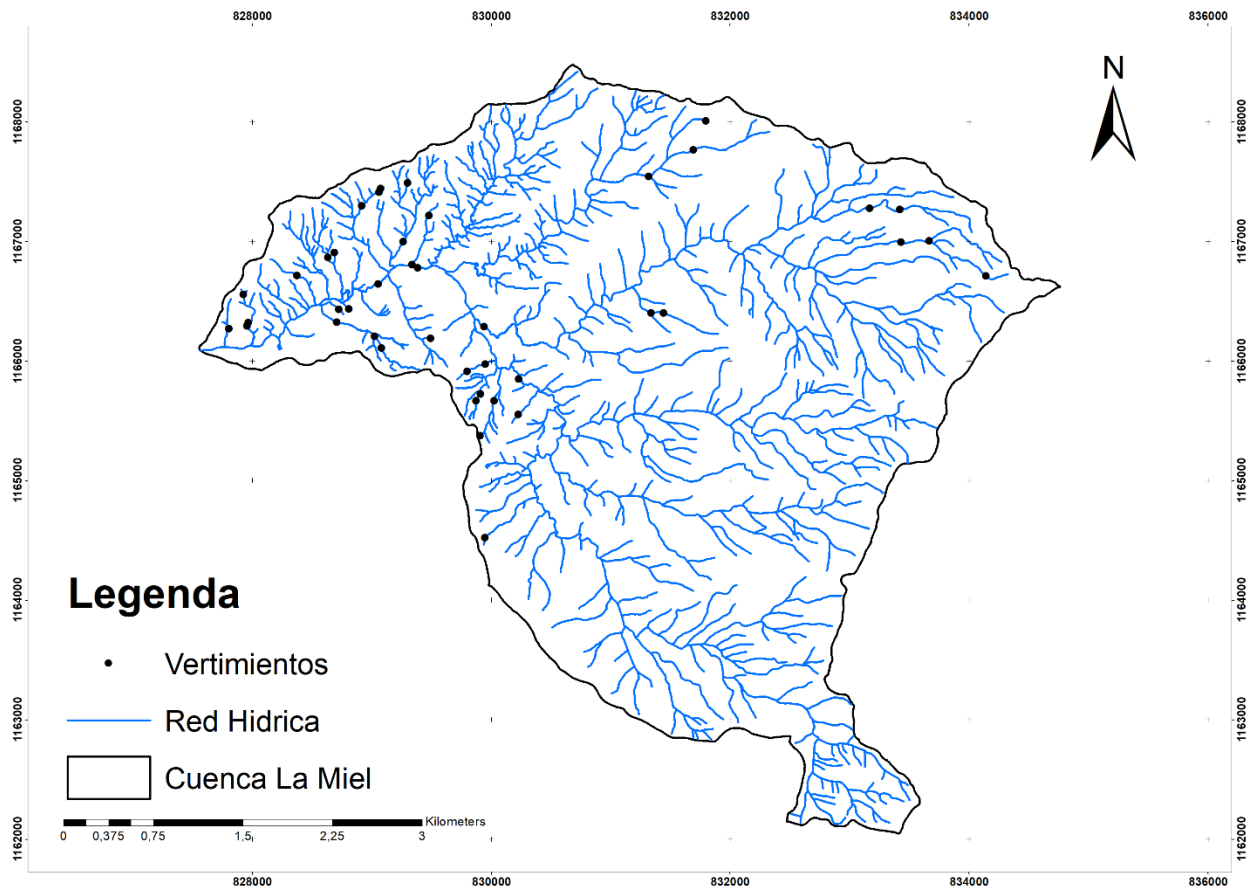 828000 830000 832000 834000 836000
N
1168000 1168000
1167000 1167000
1166000 1166000
1165000 1165000
1164000 1164000
1163000 1163000
1162000 1162000
Legenda
Vertimientos
Red Hidrica
Cuenca La Miel
Kilometers
0 0,375 0,75 1,5 2,25 3
828000 830000 832000 834000 836000